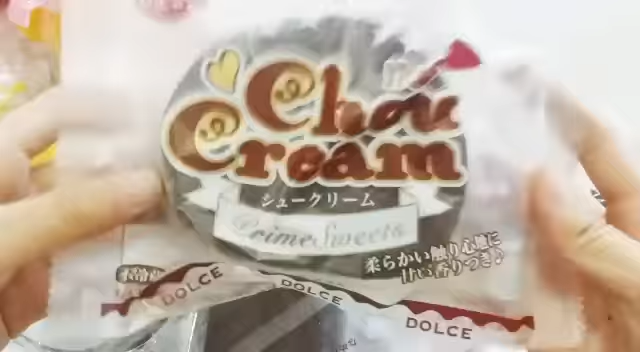 Chou
Cream
シュークリーム
Prime Sweets
柔らかい触り心地に
甘い香りつき♪
DOLCE
DOLCE
DOLCE